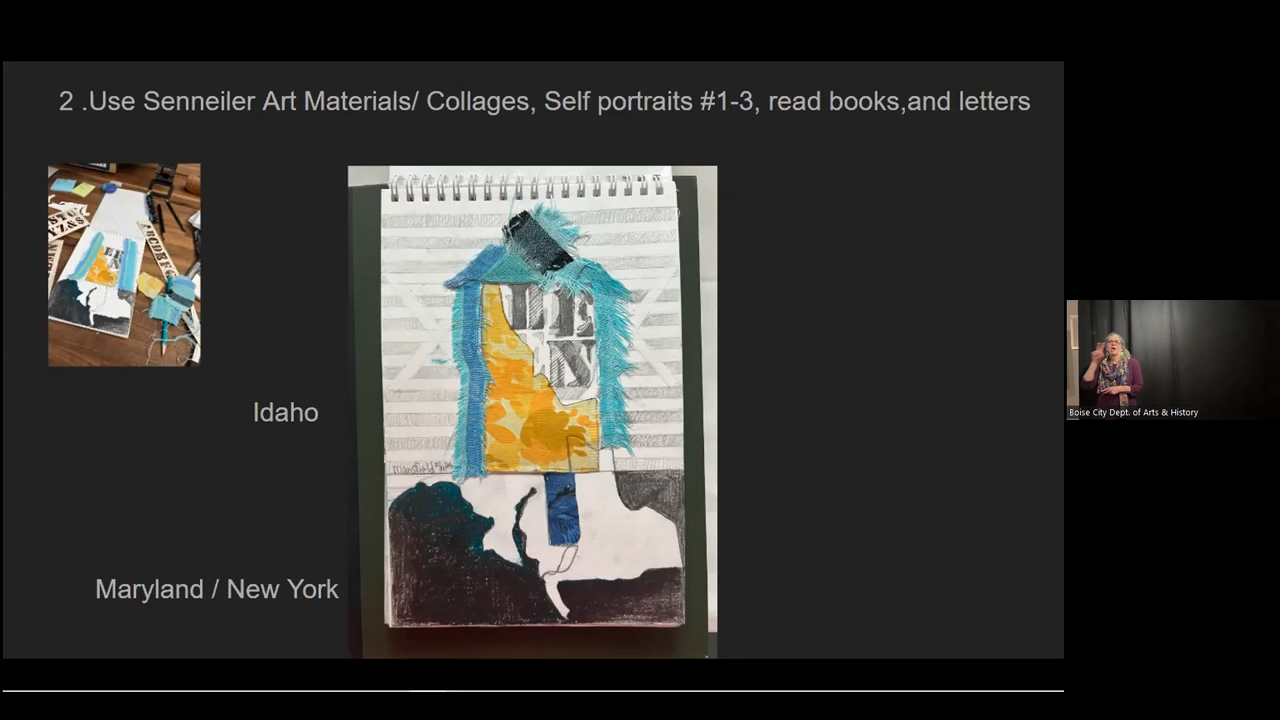 2 .Use Senneiler Art Materials/ Collages, Self portraits #1-3, read books,and letters
Idaho
Maryland / New York
Boise City Dept. of Arts & History